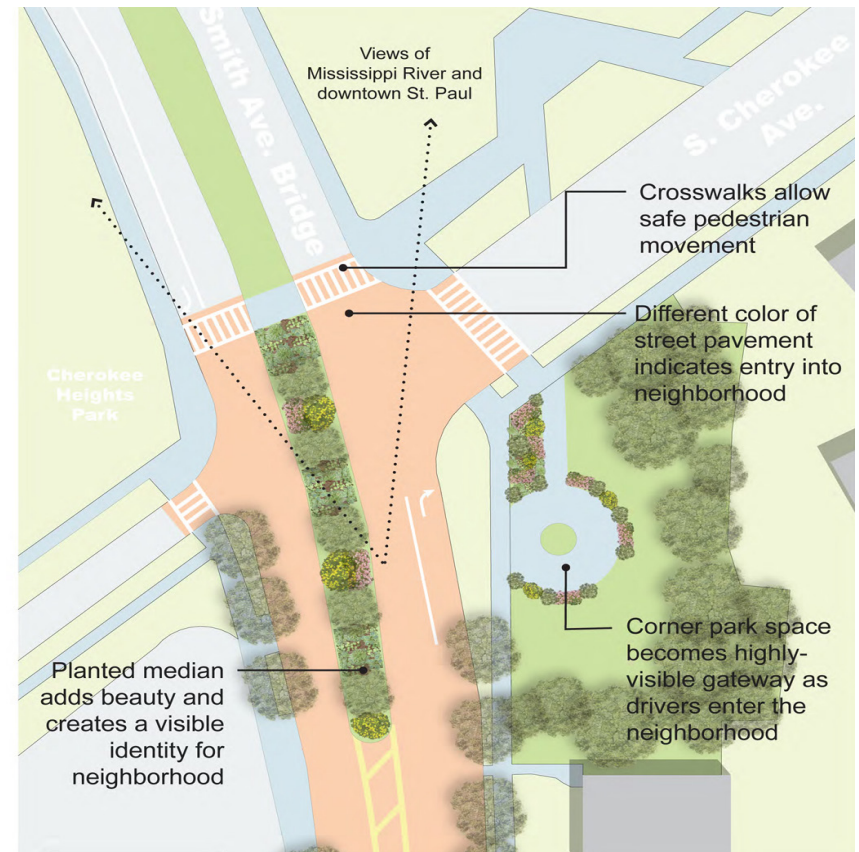 Smith Ave. Bridge
Views of
Mississippi River and
downtown St. Paul
S. Cherokee
Ave.
Crosswalks allow
safe pedestrian
movement
Different color of
street pavement
indicates entry into
neighborhood
Cherokee
Heights
Park
Corner park space
becomes highly-
visible gateway as
drivers enter the
neighborhood
Planted median
adds beauty and
creates a visible
identity for
neighborhood